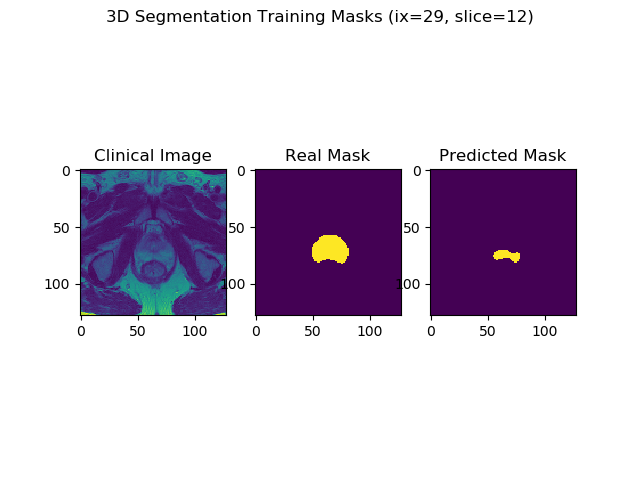 3D Segmentation Training Masks (ix=29, slice=12)
Clinical Image Real Mask Predicted Mask
0 0 0
50 50 50
100 100 100
0 50 100 0 50 100 0 50 100